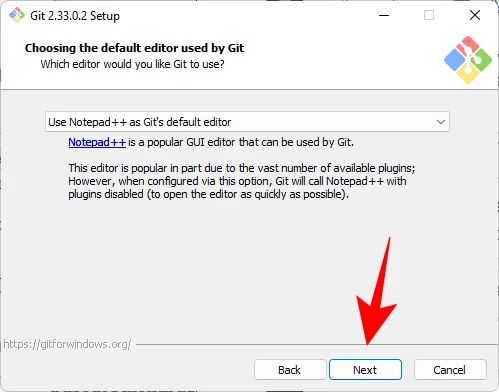 Git 2.33.0.2 Setup
Choosing the default editor used by Git
Which editor would you like Git to use?
Use Notepad++ as Git's default editor
Notepad++ is a popular GUI editor that can be used by Git.
This editor is popular in part due to the vast number of available plugins;
However, when configured via this option, Git will call Notepad++ with
plugins disabled (to open the editor as quickly as possible).
https://gitforwindows.org/
Back
Next
Cancel